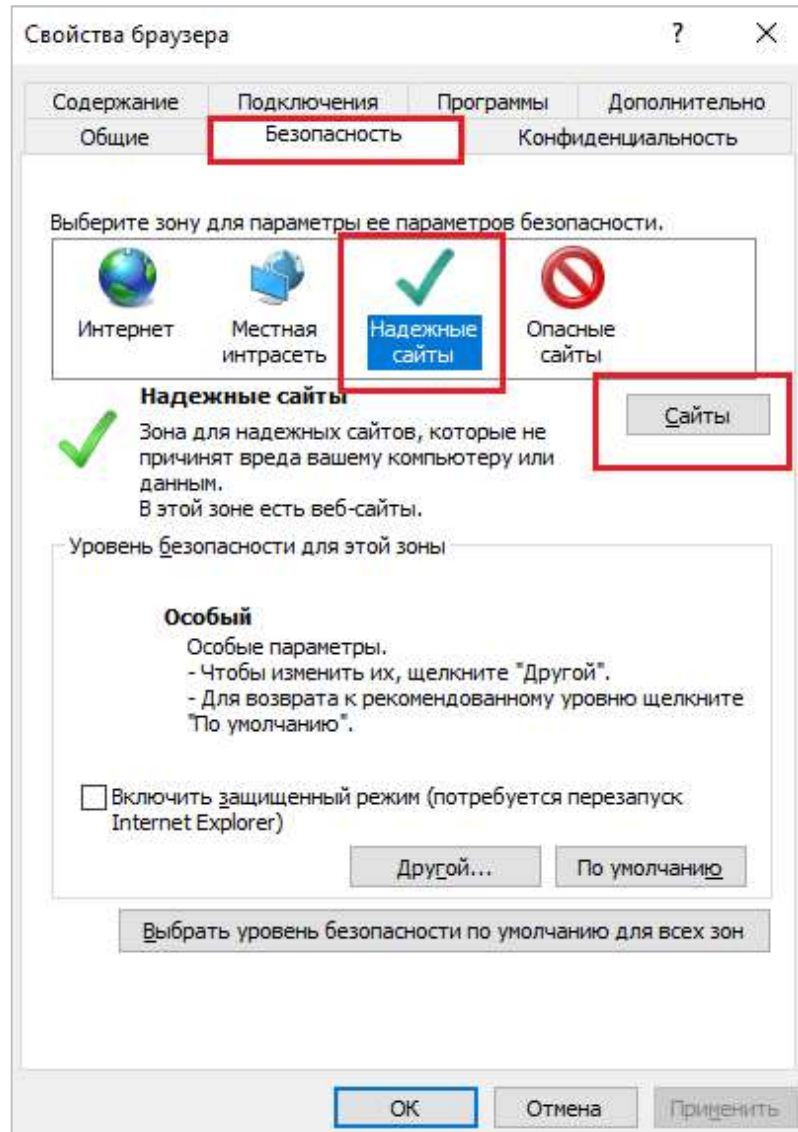 Свойства браузера ? ×
Содержание Подключения Программы Дополнительно
Общие Безопасность Конфиденциальность
Выберите зону для параметры ее параметров безопасности.
Интернет
Местная
интрасеть
Надежные
сайты
Опасные
сайты
Надежные сайты
Сайты
Зона для надежных сайтов, которые не
причинят вреда вашему компьютеру или
данным.
В этой зоне есть веб-сайты.
Уровень безопасности для этой зоны
Особый
Особые параметры.
- Чтобы изменить их, щелкните "Другой".
- Для возврата к рекомендованному уровню щелкните
"По умолчанию".
Включить защищенный режим (потребуется перезапуск
Internet Explorer)
Другой... По умолчанию
Выбрать уровень безопасности по умолчанию для всех зон
ОК Отмена Применить